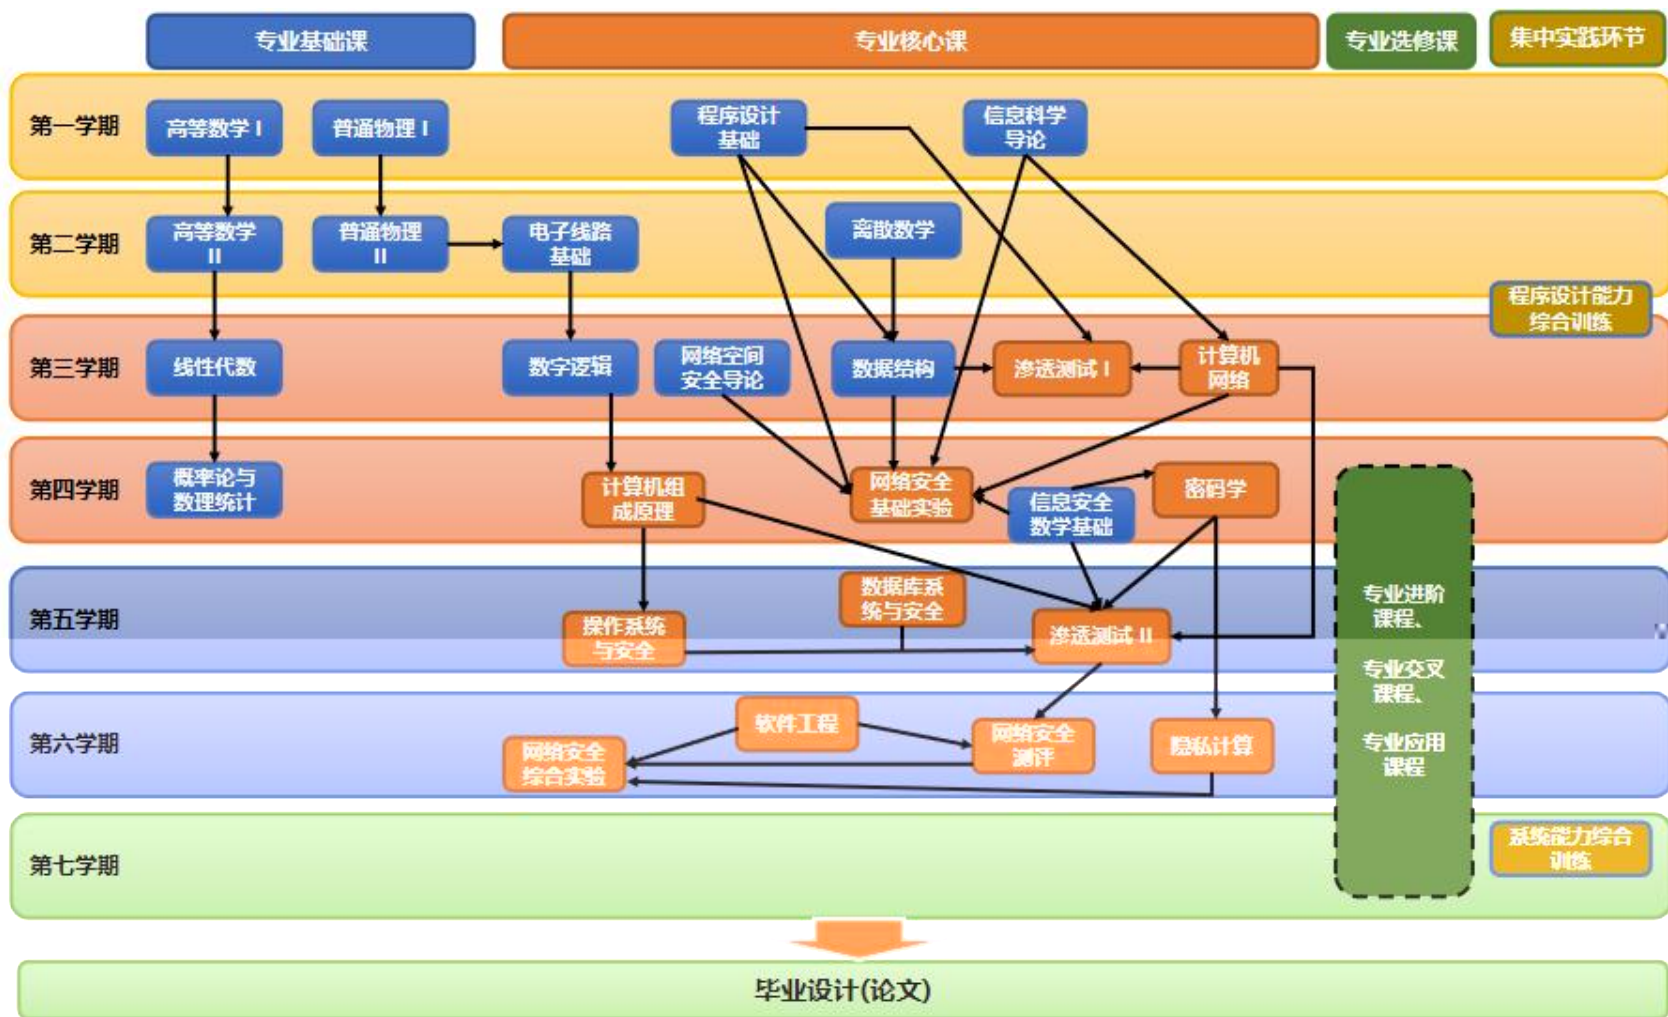 专业基础课
专业核心课
专业选修课
集中实践环节
第一学期
高等数学 I
普通物理 I
程序设计
基础
信息科学
导论
第二学期
高等数学
II
普通物理
II
电子线路
基础
离散数学
程序设计能力
综合训练
第三学期
线性代数
数字逻辑
网络空间
安全导论
数据结构
渗透测试 I
计算机
网络
第四学期
概率论与
数理统计
计算机组
成原理
网络安全
基础实验
信息安全
数学基础
密码学
第五学期
操作系统
与安全
数据库系
统与安全
渗透测试 II
专业进阶
课程、
专业交叉
课程、
专业应用
课程
第六学期
网络安全
综合实验
软件工程
网络安全
测评
隐私计算
第七学期
系统能力综合
训练
毕业设计(论文)